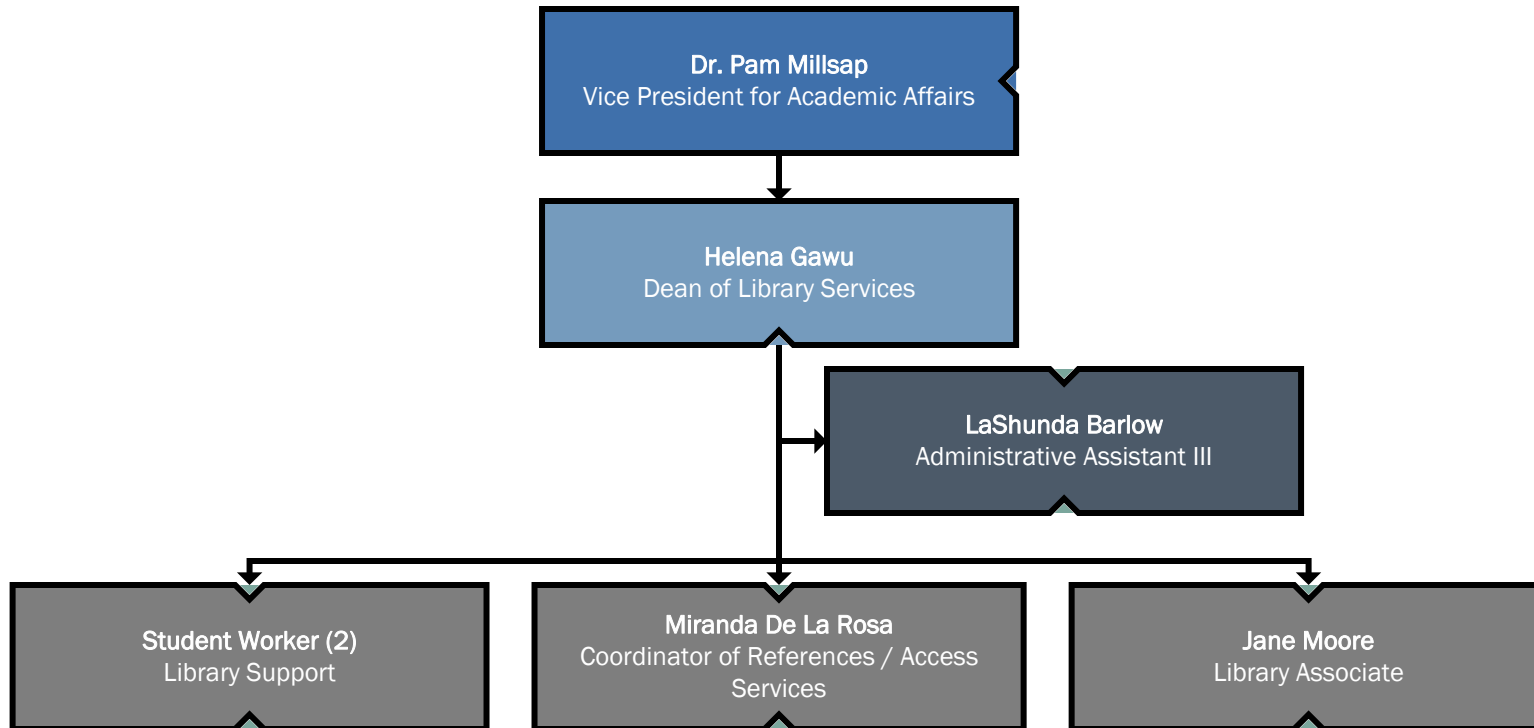 Dr. Pam Millsap
Vice President for Academic Affairs
Helena Gawu
Dean of Library Services
LaShunda Barlow
Administrative Assistant III
Student Worker (2)
Library Support
Miranda De La Rosa
Coordinator of References / Access
Services
Jane Moore
Library Associate